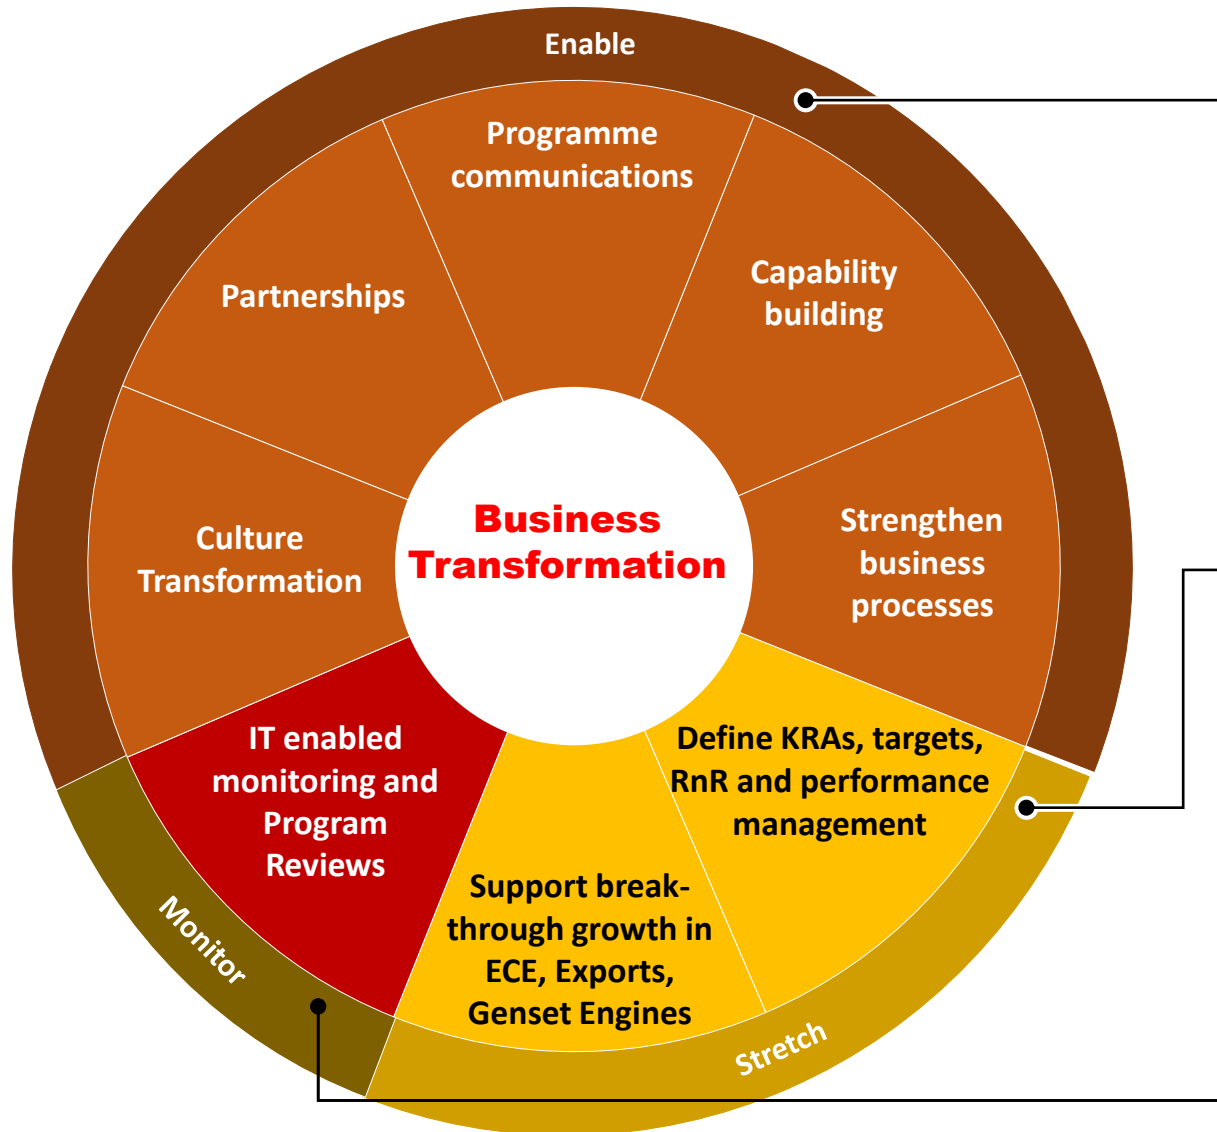 Enable
Programme
communications
Capability
building
Partnerships
Strengthen
business
processes
Culture
Transformation
Business
Transformation
IT enabled
monitoring and
Program
Reviews
Define KRAs, targets,
RnR and performance
management
Support break-
through growth in
ECE, Exports,
Genset Engines
Monitor
Stretch